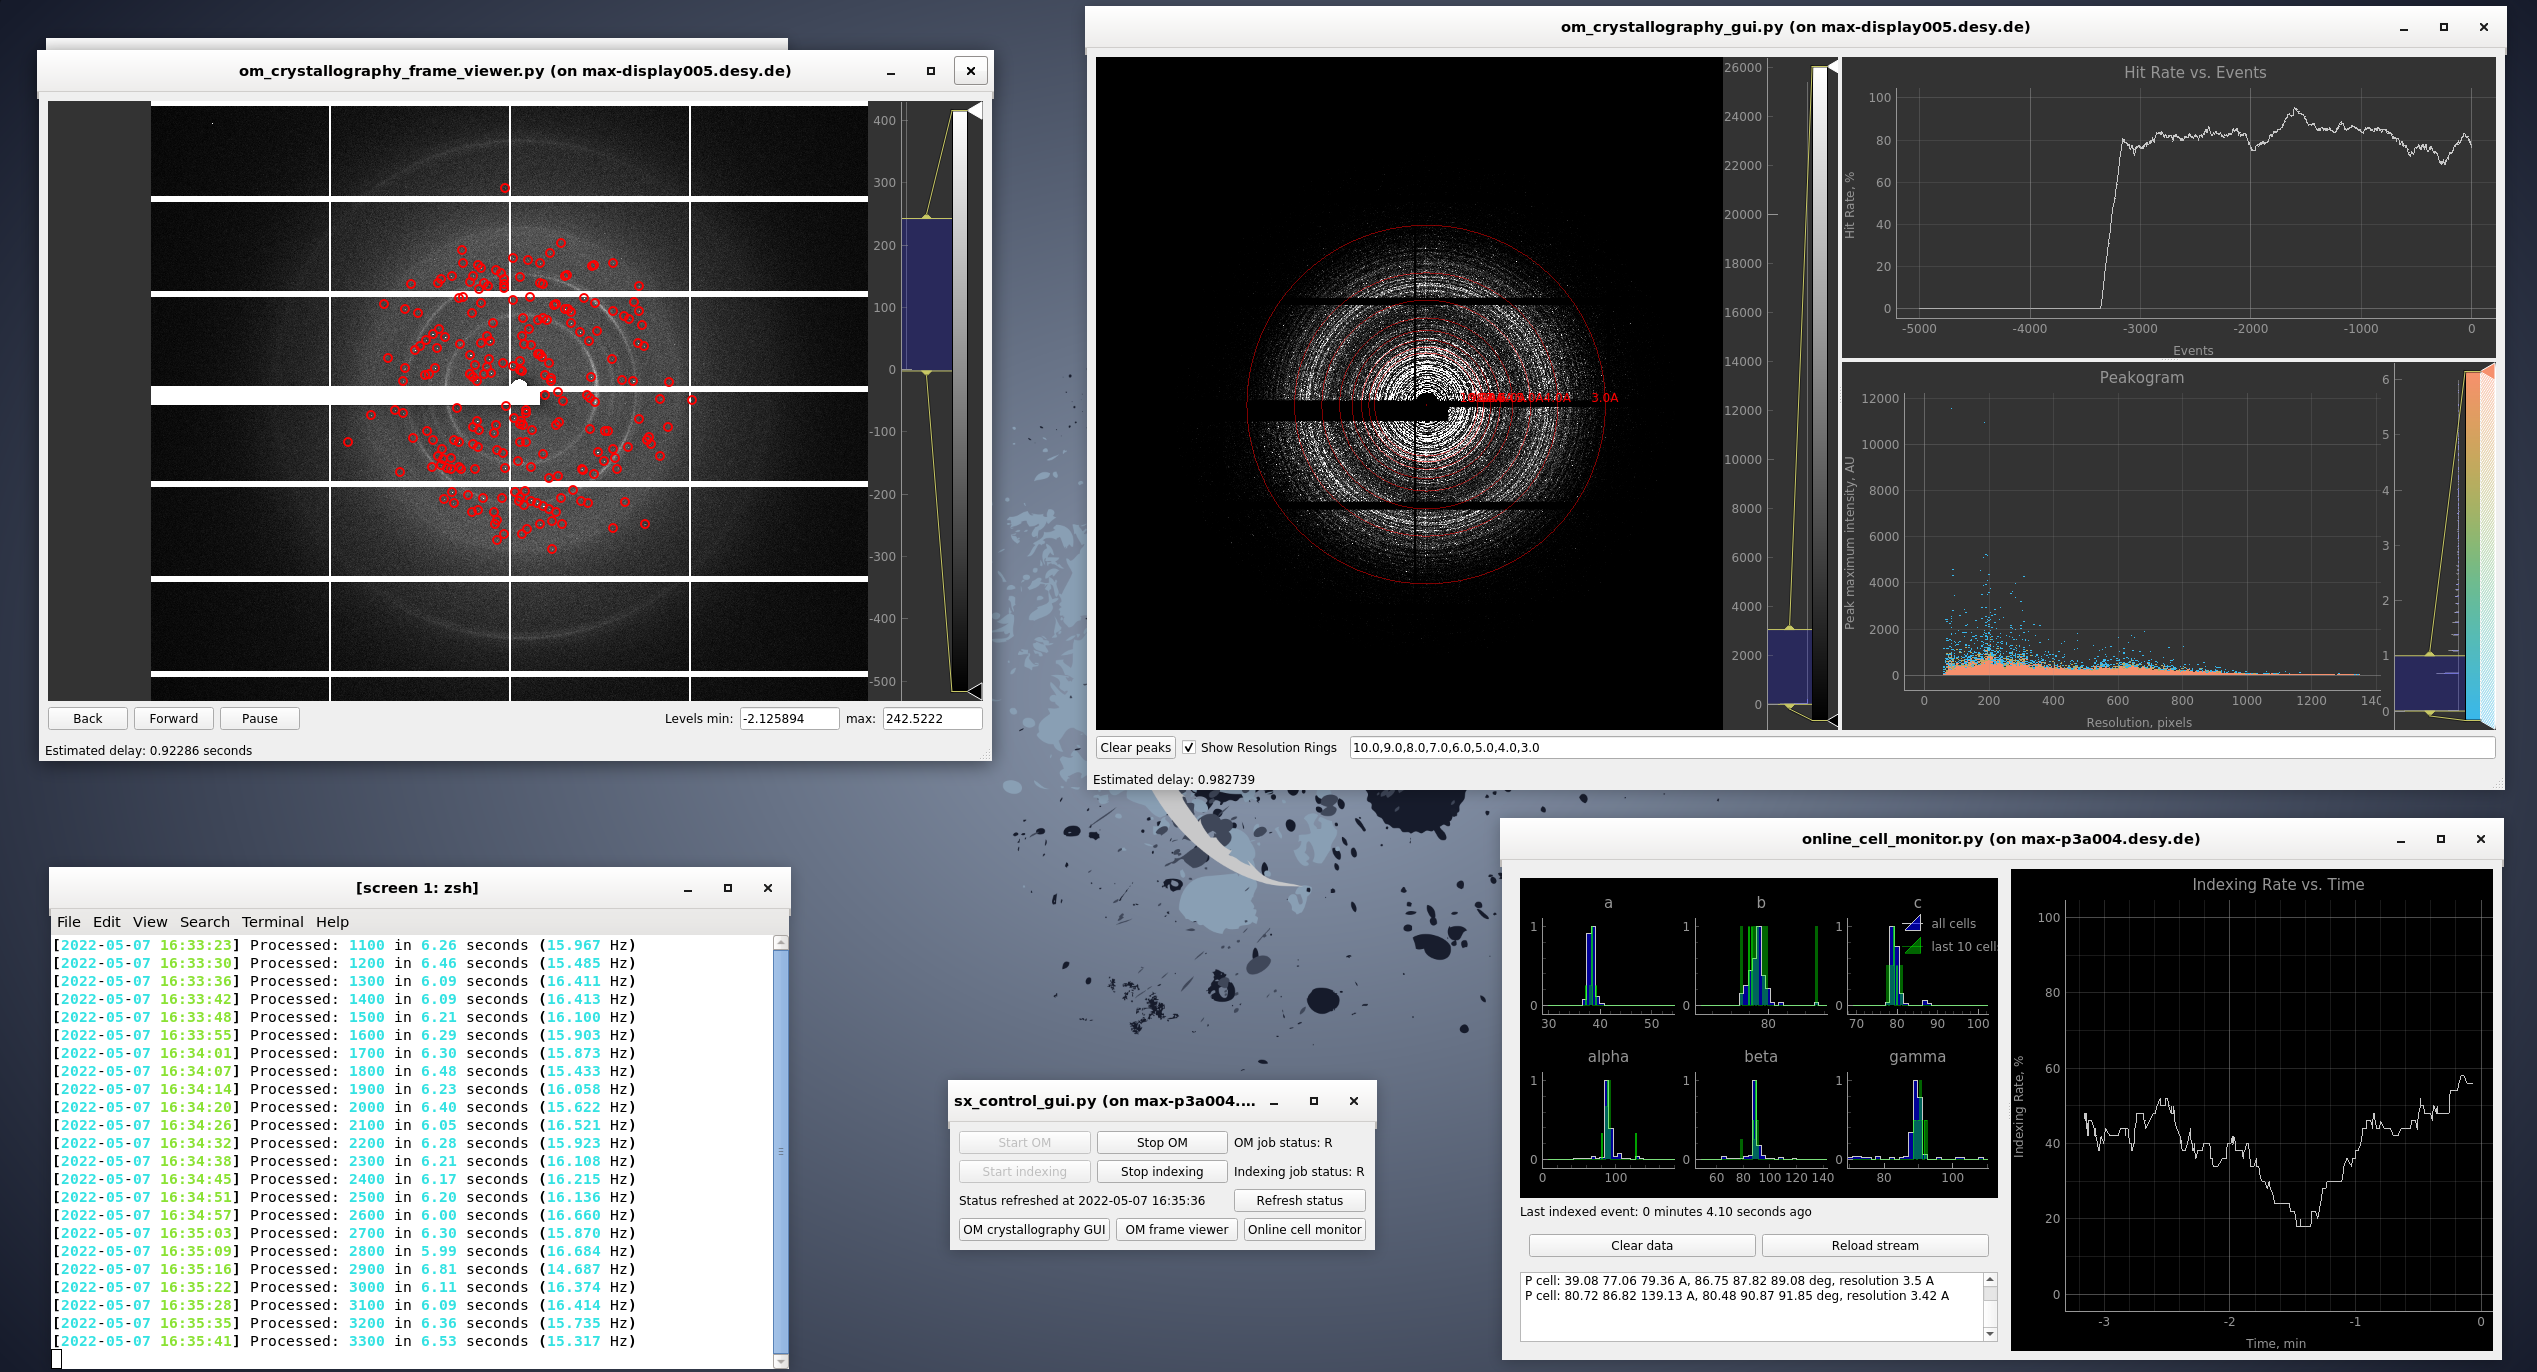 om_crystallography_frame_viewer.py (on max-display005.desy.de)
400
300
200
100
0
-100
-200
-300
-400
-500
Back Forward Pause Levels min: -2.125894 max: 242.5222
Estimated delay: 0.92286 seconds
om_crystallography_gui.py (on max-display005.desy.de)
26000
24000
22000
20000
18000
16000
14000
12000
10000
8000
6000
4000
2000
0
3.0A
Hit Rate vs. Events
Hit Rate, %
100
80
60
40
20
0
-5000 -4000 -3000 -2000 -1000 0
Events
Peakogram
Peak maximum intensity, AU
12000
10000
8000
6000
4000
2000
0
0 200 400 600 800 1000 1200
Resolution, pixels
6
5
4
3
2
1
0
Clear peaks Show Resolution Rings 10.0,9.0,8.0,7.0,6.0,5.0,4.0,3.0
Estimated delay: 0.982739
[screen 1: zsh]
File Edit View Search Terminal Help
[2022-05-07 16:33:23] Processed: 1100 in 6.26 seconds (15.967 Hz)
[2022-05-07 16:33:30] Processed: 1200 in 6.46 seconds (15.485 Hz)
[2022-05-07 16:33:36] Processed: 1300 in 6.09 seconds (16.411 Hz)
[2022-05-07 16:33:42] Processed: 1400 in 6.09 seconds (16.413 Hz)
[2022-05-07 16:33:48] Processed: 1500 in 6.21 seconds (16.100 Hz)
[2022-05-07 16:33:55] Processed: 1600 in 6.29 seconds (15.903 Hz)
[2022-05-07 16:34:01] Processed: 1700 in 6.30 seconds (15.873 Hz)
[2022-05-07 16:34:07] Processed: 1800 in 6.48 seconds (15.433 Hz)
[2022-05-07 16:34:14] Processed: 1900 in 6.23 seconds (16.058 Hz)
[2022-05-07 16:34:20] Processed: 2000 in 6.40 seconds (15.622 Hz)
[2022-05-07 16:34:26] Processed: 2100 in 6.05 seconds (16.521 Hz)
[2022-05-07 16:34:32] Processed: 2200 in 6.28 seconds (15.923 Hz)
[2022-05-07 16:34:38] Processed: 2300 in 6.21 seconds (16.108 Hz)
[2022-05-07 16:34:45] Processed: 2400 in 6.17 seconds (16.215 Hz)
[2022-05-07 16:34:51] Processed: 2500 in 6.20 seconds (16.136 Hz)
[2022-05-07 16:34:57] Processed: 2600 in 6.00 seconds (16.660 Hz)
[2022-05-07 16:35:03] Processed: 2700 in 6.30 seconds (15.870 Hz)
[2022-05-07 16:35:09] Processed: 2800 in 5.99 seconds (16.684 Hz)
[2022-05-07 16:35:16] Processed: 2900 in 6.81 seconds (14.687 Hz)
[2022-05-07 16:35:22] Processed: 3000 in 6.11 seconds (16.374 Hz)
[2022-05-07 16:35:28] Processed: 3100 in 6.09 seconds (16.414 Hz)
[2022-05-07 16:35:35] Processed: 3200 in 6.36 seconds (15.735 Hz)
[2022-05-07 16:35:41] Processed: 3300 in 6.53 seconds (15.317 Hz)
sx_control_gui.py (on max-p3a004....
Start OM Stop OM OM job status: R
Start indexing Stop indexing Indexing job status: R
Status refreshed at 2022-05-07 16:35:36 Refresh status
OM crystallography GUI OM frame viewer Online cell monitor
online_cell_monitor.py (on max-p3a004.desy.de)
a b c
all cells
last 10 cells
1 1 1
0 0 0
30 40 50 80 70 80 90 100
alpha beta gamma
1 1 1
0 0 0
0 100 60 80 100 120 140 80 100
Last indexed event: 0 minutes 4.10 seconds ago
Clear data Reload stream
P cell: 39.08 77.06 79.36 A, 86.75 87.82 89.08 deg, resolution 3.5 A
P cell: 80.72 86.82 139.13 A, 80.48 90.87 91.85 deg, resolution 3.42 A
Indexing Rate vs. Time
Indexing Rate, %
100
80
60
40
20
0
-3 -2 -1 0
Time, min